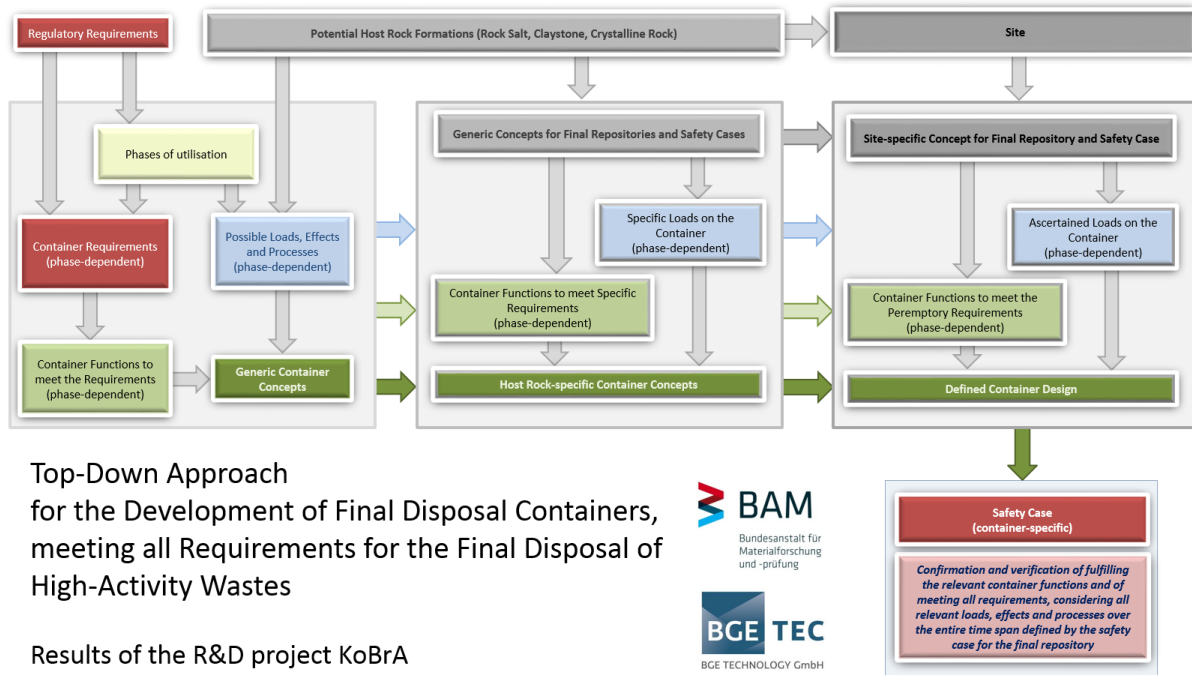 Regulatory Requirements
Potential Host Rock Formations (Rock Salt, Claystone, Crystalline Rock)
Site
Phases of utilisation
Container Requirements
(phase-dependent)
Possible Loads, Effects
and Processes
(phase-dependent)
Container Functions to
meet the Requirements
(phase-dependent)
Generic Container
Concepts
Generic Concepts for Final Repositories and Safety Cases
Specific Loads on the
Container
(phase-dependent)
Container Functions to meet Specific
Requirements
(phase-dependent)
Host Rock-specific Container Concepts
Site-specific Concept for Final Repository and Safety Case
Ascertained Loads on the
Container
(phase-dependent)
Container Functions to meet the
Peremptory Requirements
(phase-dependent)
Defined Container Design
Safety Case
(container-specific)
Confirmation and verification of fulfilling
the relevant container functions and of
meeting all requirements, considering all
relevant loads, effects and processes over
the entire time span defined by the safety
case for the final repository
Top-Down Approach
for the Development of Final Disposal Containers,
meeting all Requirements for the Final Disposal of
High-Activity Wastes
Results of the R&D project KoBrA
BAM
Bundesanstalt für
Materialforschung
und -prüfung
BGE TEC
BGE TECHNOLOGY GmbH